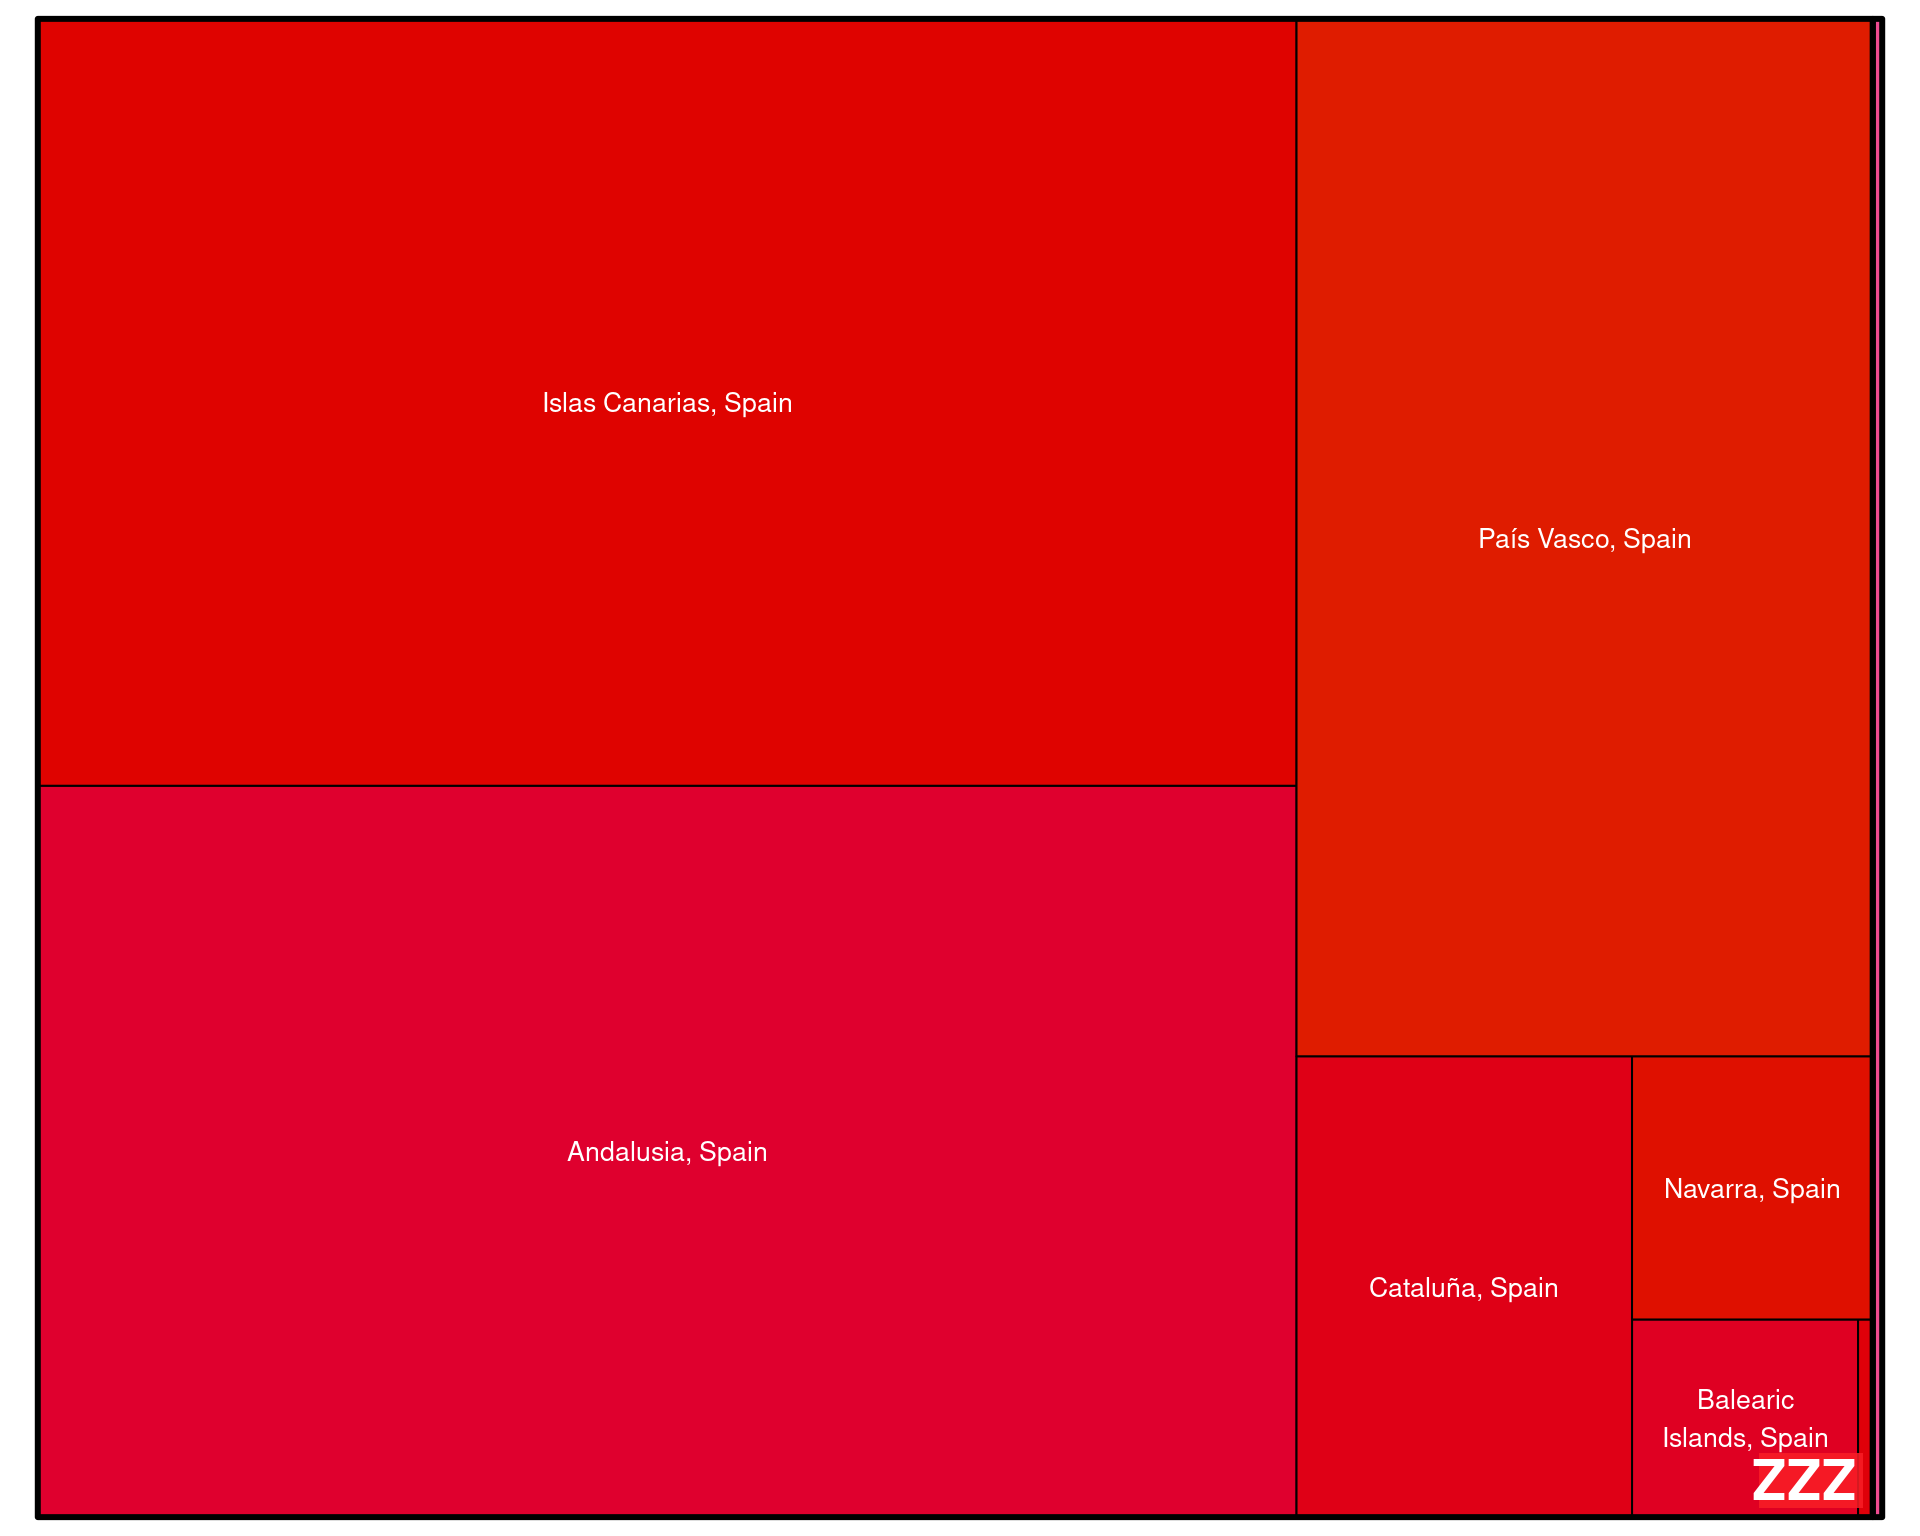 Islas Canarias, Spain
País Vasco, Spain
Andalusia, Spain
Navarra, Spain
Cataluña, Spain
Balearic
Islands, Spain
ZZZ